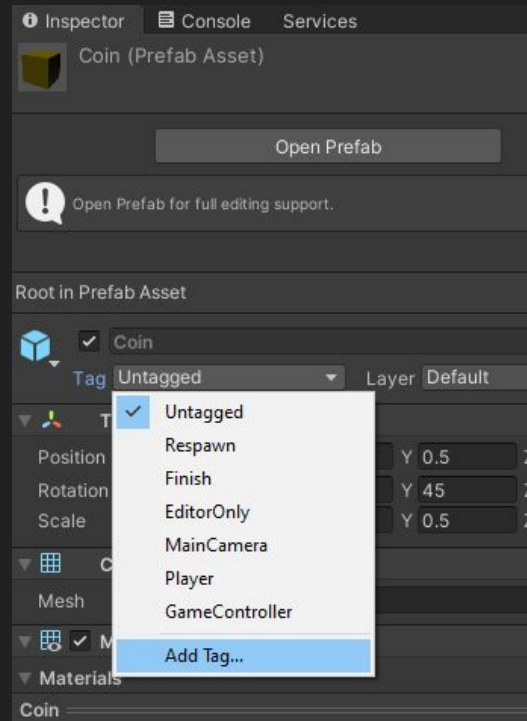 Inspector Console Services
Coin (Prefab Asset)
Open Prefab
Open Prefab for full editing support.
Root in Prefab Asset
Coin
Tag Untagged Layer Default
T
Untagged
Respawn
Position Y 0.5 Z
Finish
Rotation Y 45 Z
EditorOnly
Scale Y 0.5 Z
MainCamera
C
Player
Mesh
GameController
M
Add Tag...
Materials
Coin